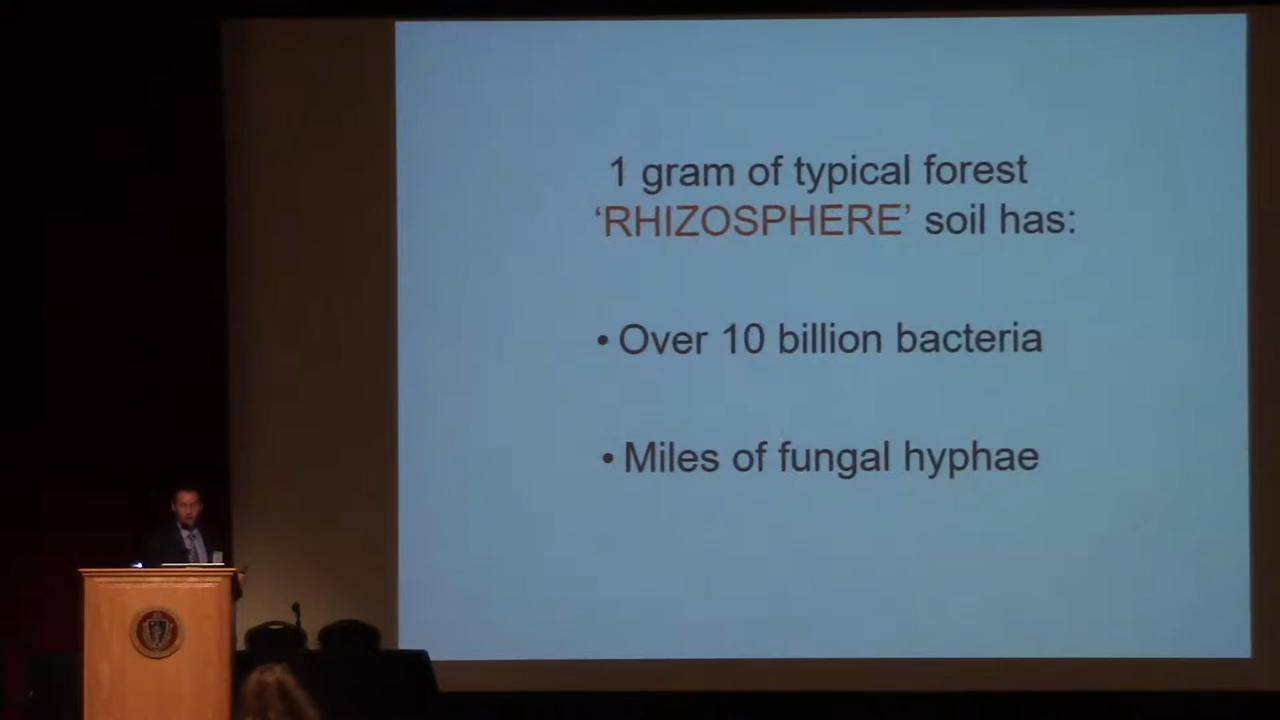 1 gram of typical forest
‘RHIZOSPHERE’ soil has:
• Over 10 billion bacteria
• Miles of fungal hyphae